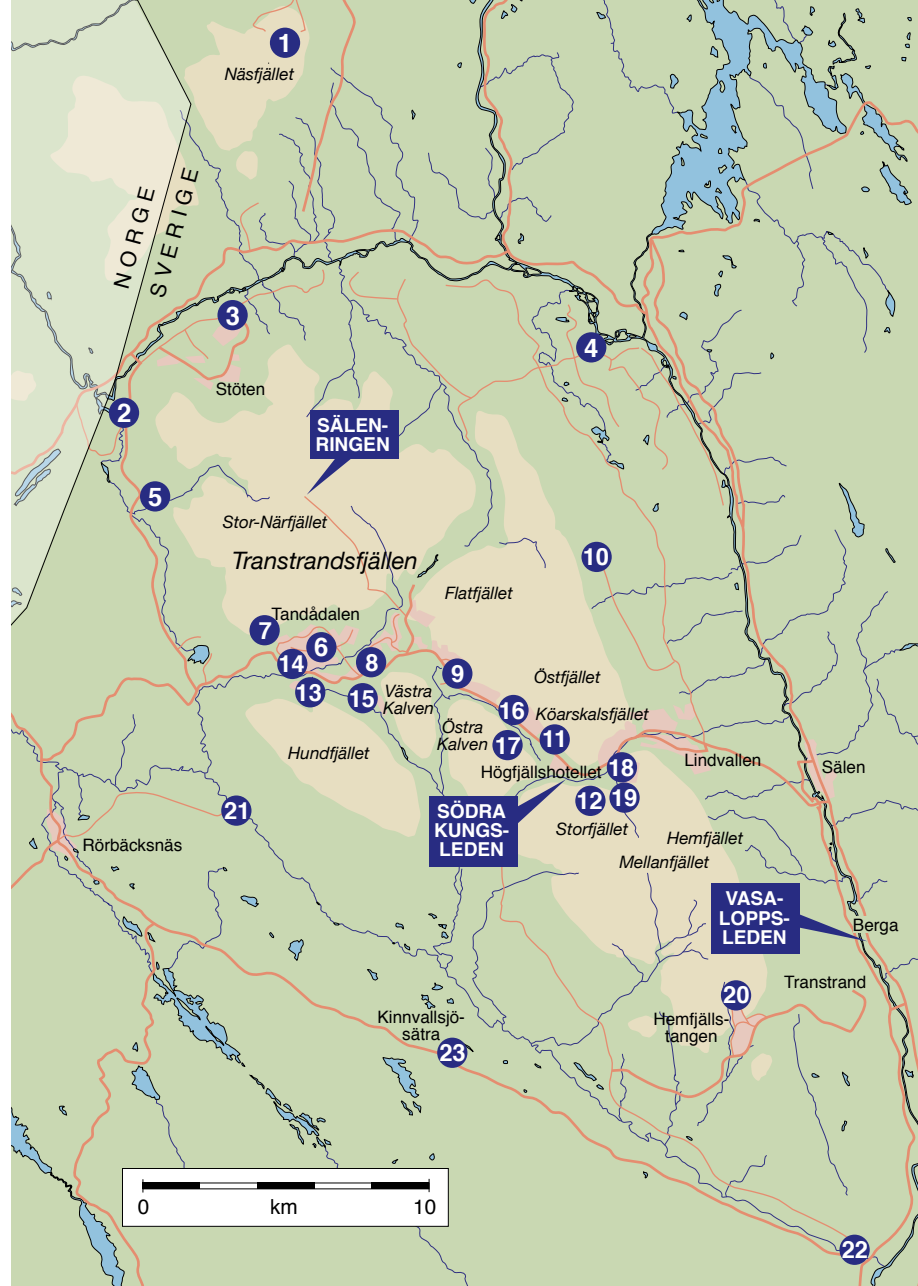 1
Näsfjället
NORGE
SVERIGE
3
4
Stöten
2
SÄLEN-
RINGEN
5
Stor-Närfjället
Transtrandsfjällen
10
Flatfjället
Tandådalen
7
6
14
8
9
13
15
Västra
Kalven
Östfjället
16
Köarskalsfjället
Östra
Kalven
17
11
Hundfjället
Högfjällshotellet
18
Lindvallen
Sälen
12
19
SÖDRA
KUNGS-
LEDEN
Storfjället
21
Hemfjället
Mellanfjället
Rörbäcksnäs
VASA-
LOPPS-
LEDEN
Berga
Transtrand
20
Hemfjälls-
tangen
Kinnvallsjö-
sätra
23
0
km
10
22